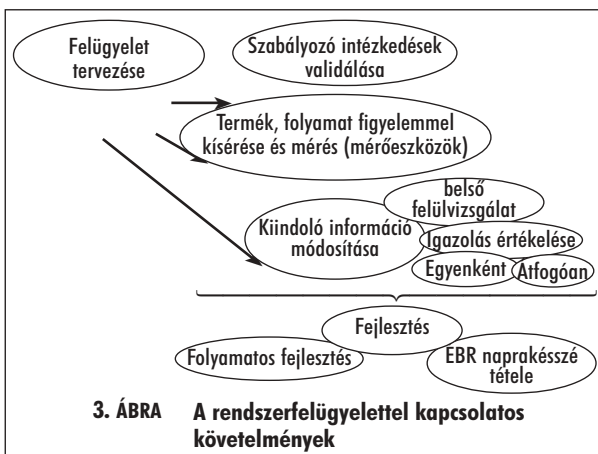 Felügyelet
tervezése
Szabályozó intézkedések
validálása
Termék, folyamat figyelemmel
kísérése és mérés (mérőeszközök)
Kiindoló információ
módosítása
belső
felülvizsgálat
Igazolás értékelése
Egyenként
Atfogóan
Fejlesztés
Folyamatos fejlesztés
EBR naprakésszé
tétele
3. ÁBRA A rendszerfelügyelettel kapcsolatos
követelmények